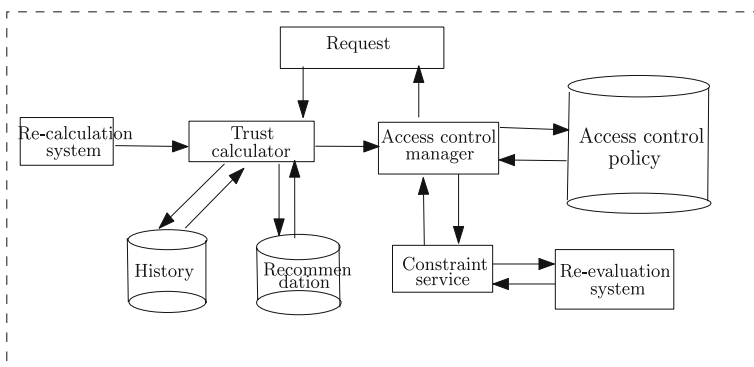 Request
Re-calculation
system
Trust
calculator
Access control
manager
Access control
policy
History
Recommen
dation
Constraint
service
Re-evaluation
system